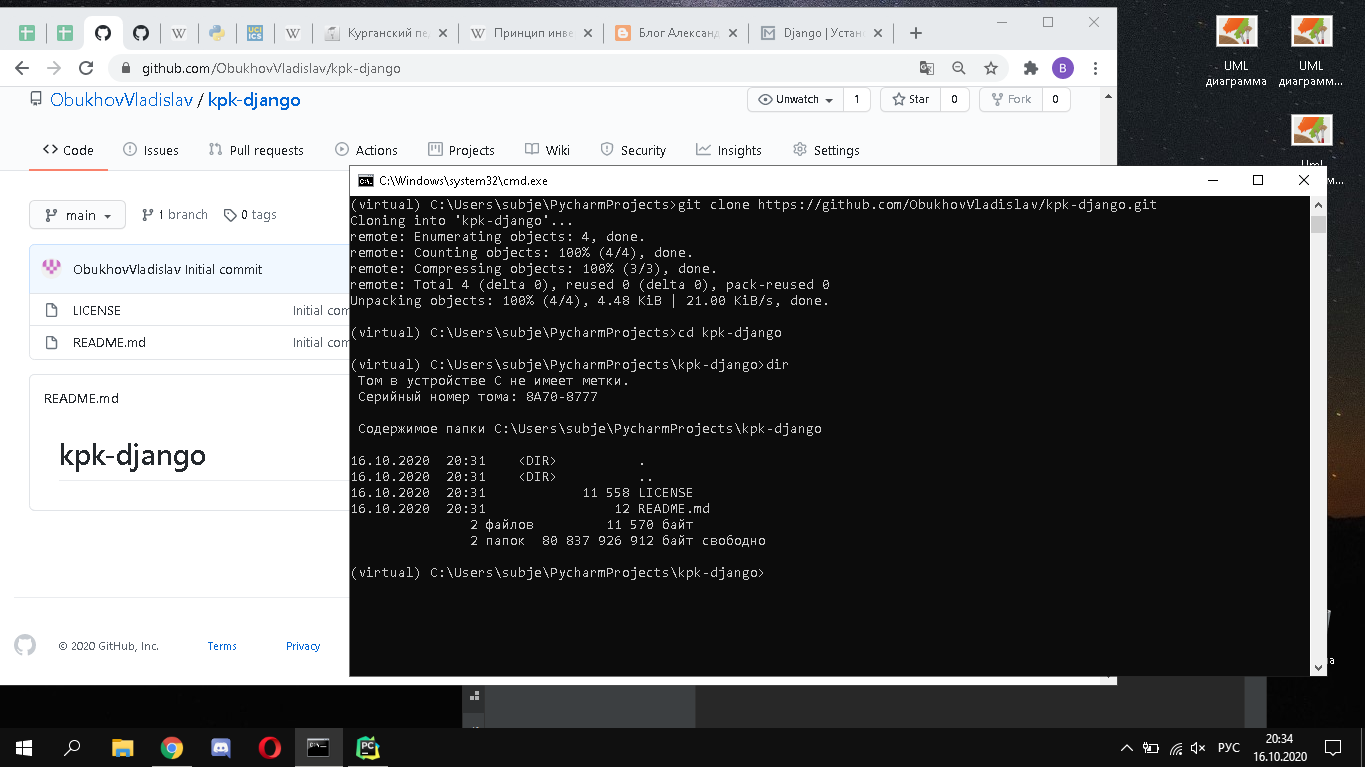 Курганский пе
Принцип инве
Блог Александ
Django | Устан
github.com/ObukhovVladislav/kpk-django
B
ObukhovVladislav / kpk-django
Unwatch 1
Star 0
Fork 0
Code
Issues
Pull requests
Actions
Projects
Wiki
Security
Insights
Settings
main
1 branch
0 tags
ObukhovVladislav Initial commit
LICENSE Initial com
README.md Initial com
README.md
kpk-django
© 2020 GitHub, Inc.
Terms
Privacy
C:\Windows\system32\cmd.exe
(virtual) C:\Users\subje\PycharmProjects>git clone https://github.com/ObukhovVladislav/kpk-django.git
Cloning into 'kpk-django'...
remote: Enumerating objects: 4, done.
remote: Counting objects: 100% (4/4), done.
remote: Compressing objects: 100% (3/3), done.
remote: Total 4 (delta 0), reused 0 (delta 0), pack-reused 0
Unpacking objects: 100% (4/4), 4.48 KiB | 21.00 KiB/s, done.
(virtual) C:\Users\subje\PycharmProjects>cd kpk-django
(virtual) C:\Users\subje\PycharmProjects\kpk-django>dir
Том в устройстве C не имеет метки.
Серийный номер тома: 8A70-8777
Содержимое папки C:\Users\subje\PycharmProjects\kpk-django
16.10.2020 20:31 <DIR> .
16.10.2020 20:31 <DIR> ..
16.10.2020 20:31 11 558 LICENSE
16.10.2020 20:31 12 README.md
2 файлов 11 570 байт
2 папок 80 837 926 912 байт свободно
(virtual) C:\Users\subje\PycharmProjects\kpk-django>
UML
диаграмма
UML
диаграмм...
РУС
20:34
16.10.2020